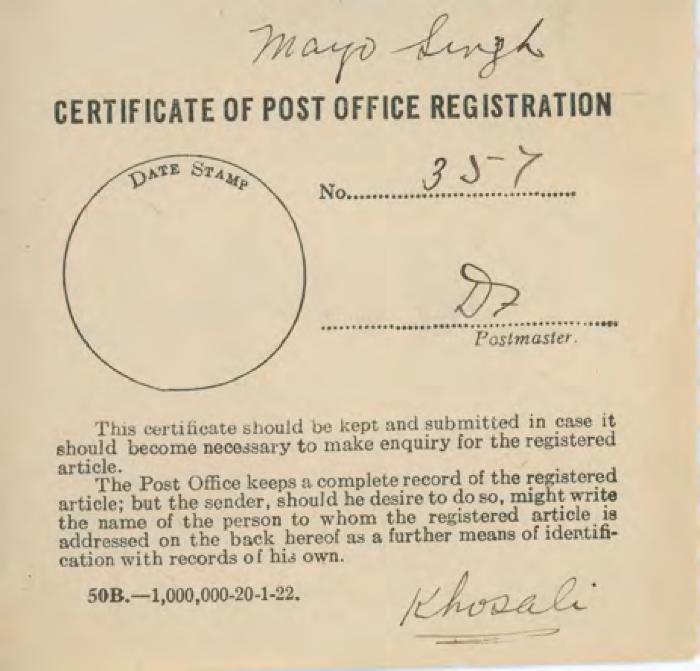 Mayo Singh
CERTIFICATE OF POST OFFICE REGISTRATION
DATE STAMP
No. 357
Postmaster.
This certificate should be kept and submitted in case it
should become necessary to make enquiry for the registered
article.
The Post Office keeps a complete record of the registered
article; but the sender, should he desire to do so, might write
the name of the person to whom the registered article is
addressed on the back hereof as a further means of identifi-
cation with records of his own.
50B.—1,000,000-20-1-22.
Khosali